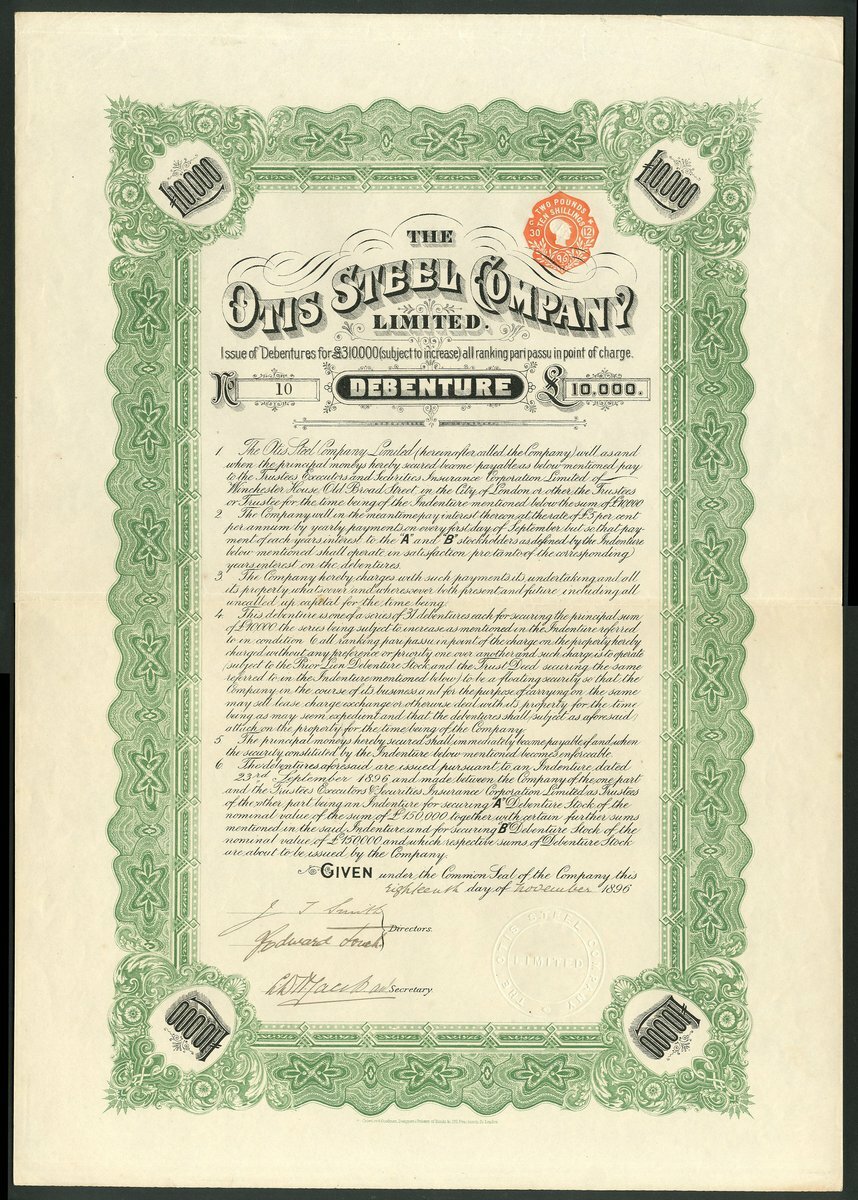 £10,000
£10,000
TWO POUNDS
TEN SHILLINGS
30 12
96
THE
OTIS STEEL COMPANY
LIMITED.
Issue of Debentures for £310,000 (subject to increase) all ranking pari passu in point of charge.
No 10 DEBENTURE £10,000.
1 The Otis Steel Company Limited (hereinafter called the Company) will as and
when the principal moneys hereby secured become payable as below mentioned pay
to the Trustees Executors and Securities Insurance Corporation Limited of
Winchester House Old Broad Street in the City of London or other the Trustees
or Trustee for the time being of the Indenture mentioned below the sum of £10,000
2 The Company will in the meantime pay interest thereon at the rate of £5 per cent
per annum by yearly payments on every first day of September but so that pay
ment of each years interest to the "A" and "B" stockholders as defined by the Indenture
below mentioned shall operate in satisfaction pro tanto of the corresponding
years interest on the debentures.
3 The Company hereby charges with such payments its undertaking and all
its property whatsoever and wheresoever both present and future including all
uncalled up capital for the time being.
4 This debenture is one of a series of 31 debentures each for securing the principal sum
of £10000 the series being subject to increase as mentioned in the Indenture referred
to in condition 6 all ranking pari passu in point of the charge on the property hereby
charged without any preference or priority one over another and such charge is to operate
(subject to the Prior Lien Debenture Stock and the Trust Deed securing the same
referred to in the Indenture mentioned below) to be a floating security so that the
Company in the course of its business and for the purpose of carrying on the same
may sell lease charge exchange or otherwise deal with its property for the time
being as may seem expedient and that the debentures shall subject as aforesaid
attach on the property for the time being of the Company.
5 The principal moneys hereby secured shall immediately become payable if and when
the security constituted by the Indenture below mentioned becomes enforceable.
6 The debentures aforesaid are issued pursuant to an Indenture dated
23rd September 1896 and made between the Company of the one part
and the Trustees Executors & Securities Insurance Corporation Limited as Trustees
of the other part being an Indenture for securing "A" Debenture Stock of the
nominal value of the sum of £150,000 together with certain further sums
mentioned in the said Indenture and for securing "B" Debenture Stock of the
nominal value of £150000 and which respective sums of Debenture Stock
are about to be issued by the Company.
GIVEN under the Common Seal of the Company this
eighteenth day of November 1896
J T Smith
Directors.
Edward
Secretary.
THE OTIS STEEL COMPANY
LIMITED
£10,000
£10,000